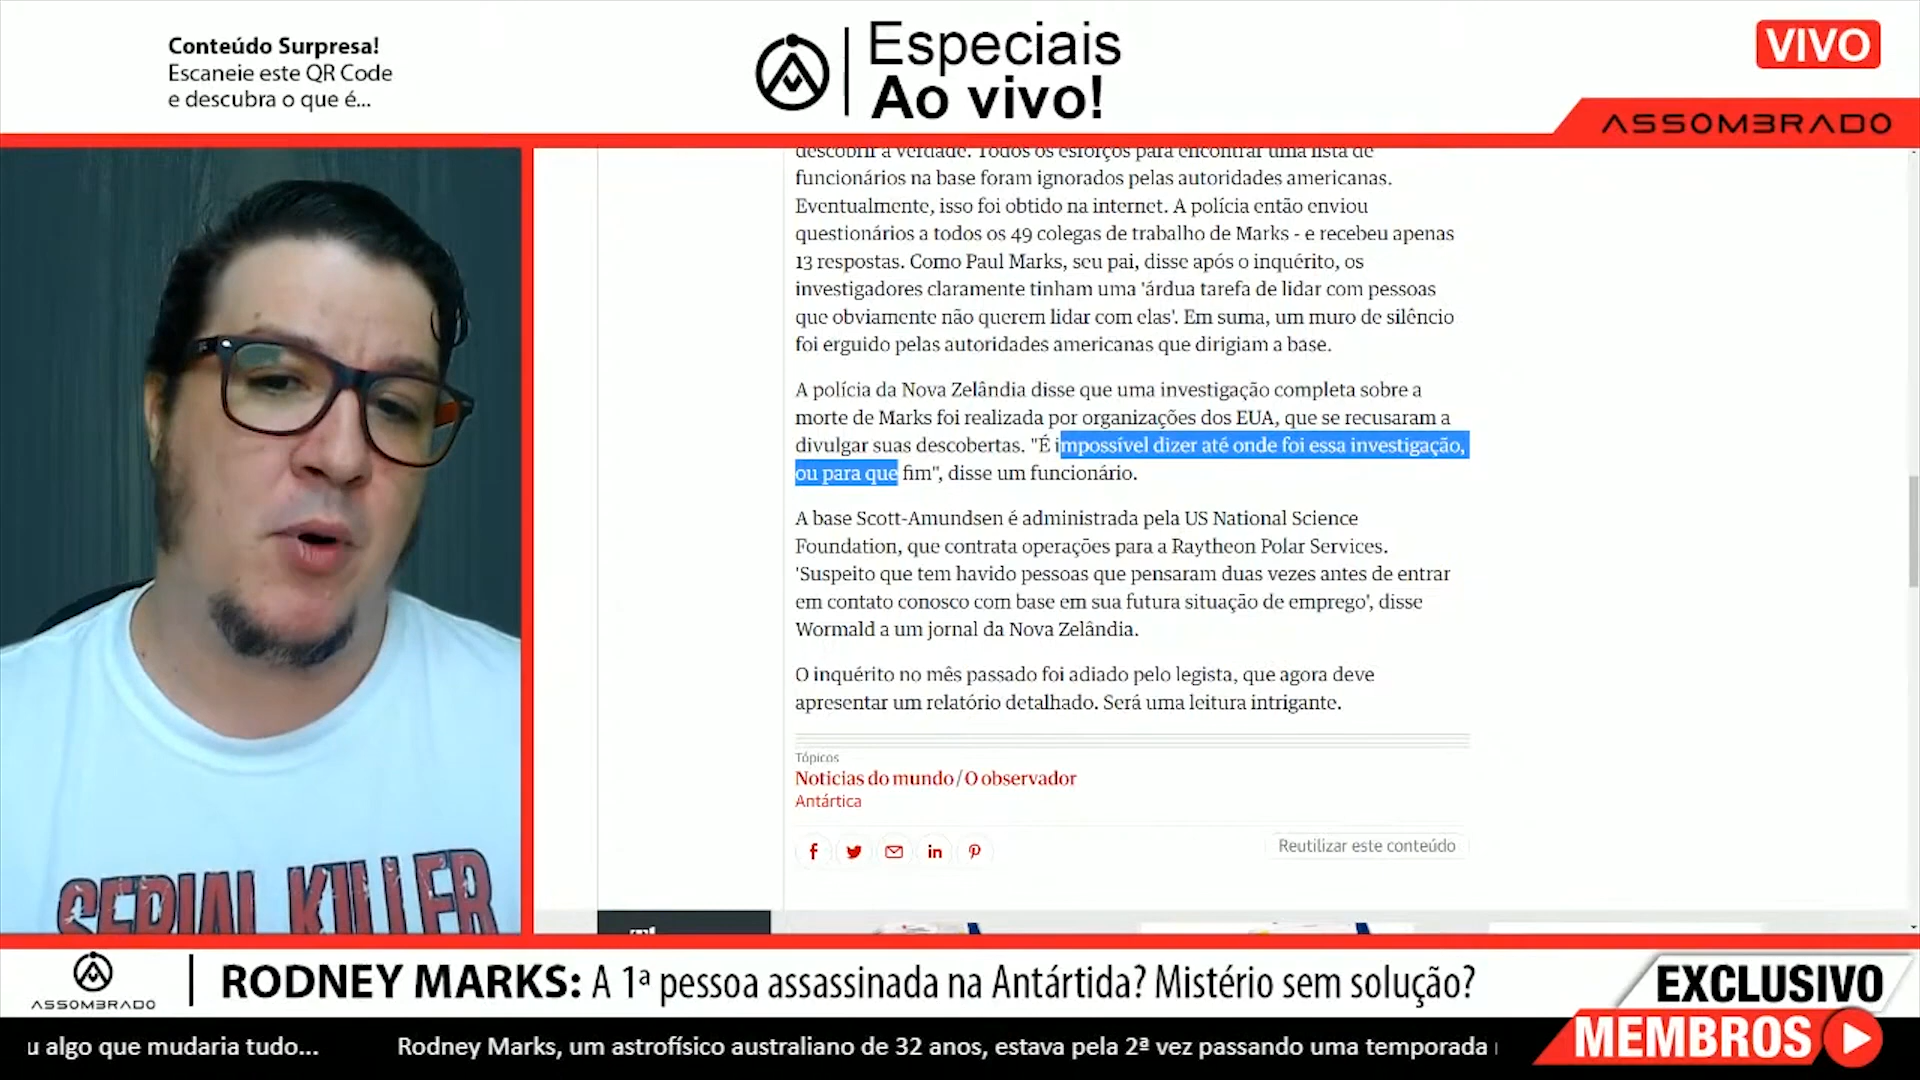 Conteúdo Surpresa!
Escaneie este QR Code
e descubra o que é...
Especiais
Ao vivo!
VIVO
ASSOMBRADO
descobrir a verdade. Todos os esforços para encontrar uma lista de
funcionários na base foram ignorados pelas autoridades americanas.
Eventualmente, isso foi obtido na internet. A polícia então enviou
questionários a todos os 49 colegas de trabalho de Marks - e recebeu apenas
13 respostas. Como Paul Marks, seu pai, disse após o inquérito, os
investigadores claramente tinham uma 'árdua tarefa de lidar com pessoas
que obviamente não querem lidar com elas'. Em suma, um muro de silêncio
foi erguido pelas autoridades americanas que dirigiam a base.
A polícia da Nova Zelândia disse que uma investigação completa sobre a
morte de Marks foi realizada por organizações dos EUA, que se recusaram a
divulgar suas descobertas. "É impossível dizer até onde foi essa investigação,
ou para que fim", disse um funcionário.
A base Scott-Amundsen é administrada pela US National Science
Foundation, que contrata operações para a Raytheon Polar Services.
'Suspeito que tem havido pessoas que pensaram duas vezes antes de entrar
em contato conosco com base em sua futura situação de emprego', disse
Wormald a um jornal da Nova Zelândia.
O inquérito no mês passado foi adiado pelo legista, que agora deve
apresentar um relatório detalhado. Será uma leitura intrigante.
Tópicos
Noticias do mundo/O observador
Antártica
Reutilizar este conteúdo
SERIAL KILLER
ASSOMBRADO
RODNEY MARKS: A 1ª pessoa assassinada na Antártida? Mistério sem solução?
EXCLUSIVO
MEMBROS
u algo que mudaria tudo... Rodney Marks, um astrofísico australiano de 32 anos, estava pela 2ª vez passando uma temporada